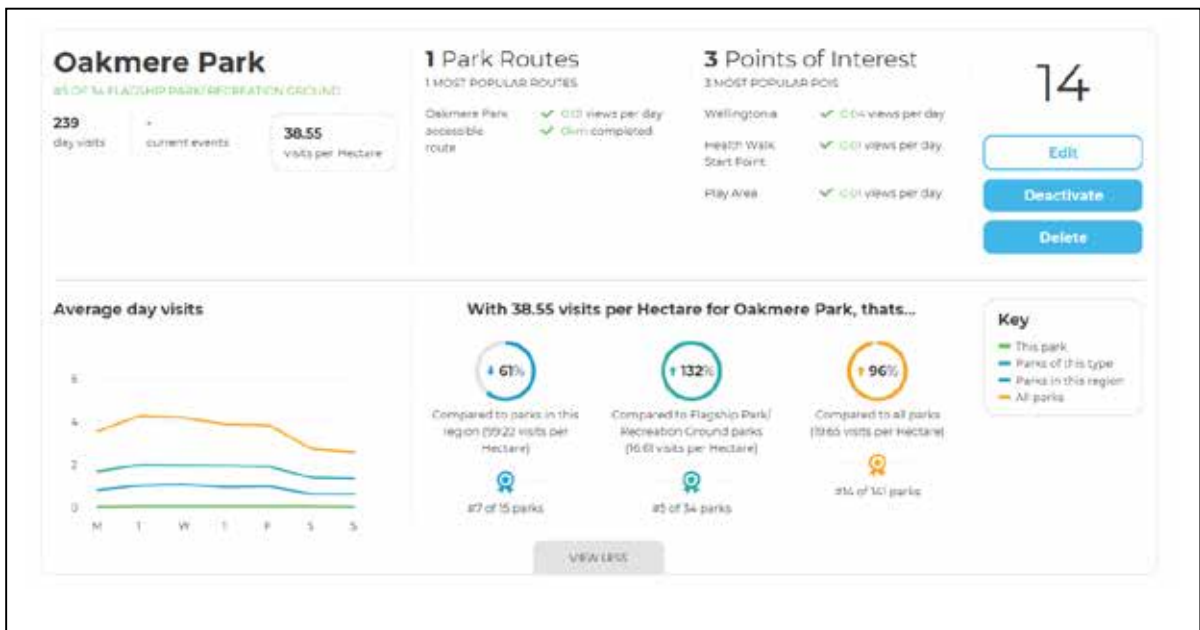 Oakmere Park
#5 OF 34 FLAGSHIP PARK/RECREATION GROUND
239
day visits
-
current events
38.55
visits per Hectare
1 Park Routes
1 MOST POPULAR ROUTES
Oakmere Park
accessible
route
views per day
0km completed
3 Points of Interest
3 MOST POPULAR POIS
Wellingtonia
0.04 views per day
Health Walk
Start Point
0.01 views per day
Play Area
0.01 views per day
14
Edit
Deactivate
Delete
Average day visits
6
4
2
0
M T W T F S S
With 38.55 visits per Hectare for Oakmere Park, thats...
61%
Compared to parks in this
region (99.22 visits per
Hectare)
#7 of 15 parks
132%
Compared to Flagship Park/
Recreation Ground parks
(16.61 visits per Hectare)
#5 of 34 parks
96%
Compared to all parks
(19.65 visits per Hectare)
#14 of 141 parks
Key
This park
Parks of this type
Parks in this region
All parks
VIEW LESS